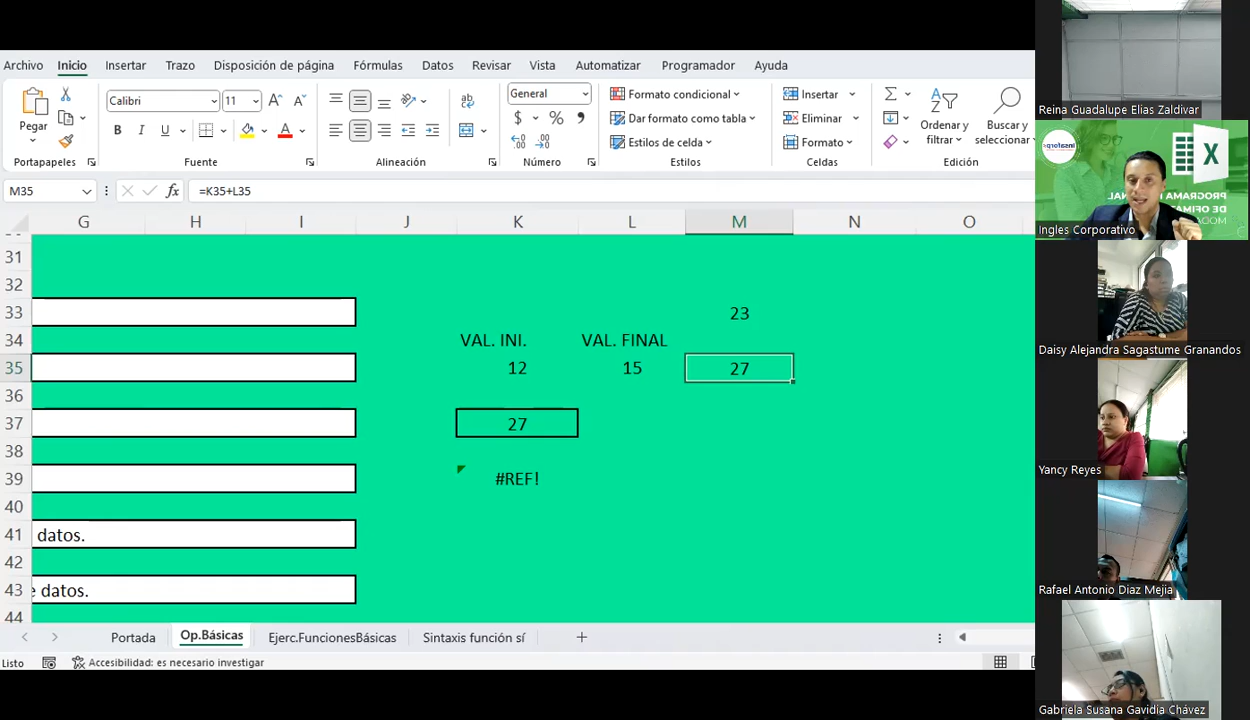 Archivo Inicio Insertar Trazo Disposición de página Fórmulas Datos Revisar Vista Automatizar Programador Ayuda
Pegar
Portapapeles
Calibri 11
N K S
Fuente
Alineación
General
Número
Formato condicional
Dar formato como tabla
Estilos de celda
Estilos
Insertar
Eliminar
Formato
Celdas
Ordenar y filtrar
Buscar y seleccionar
Edición
M35 fx =K35+L35
G H I J K L M N O
31
32
33 23
34 VAL. INI. VAL. FINAL
35 12 15 27
36
37 27
38
39 #REF!
40
41 datos.
42
43 e datos.
44
Portada Op.Básicas Ejerc.FuncionesBásicas Sintaxis función sí
Listo Accesibilidad: es necesario investigar
Reina Guadalupe Elias Zaldivar
PROGRAMA
DE OFIMAT
Ingles Corporativo
Daisy Alejandra Sagastume Granandos
Yancy Reyes
Rafael Antonio Diaz Mejia
Gabriela Susana Gavidia Chávez